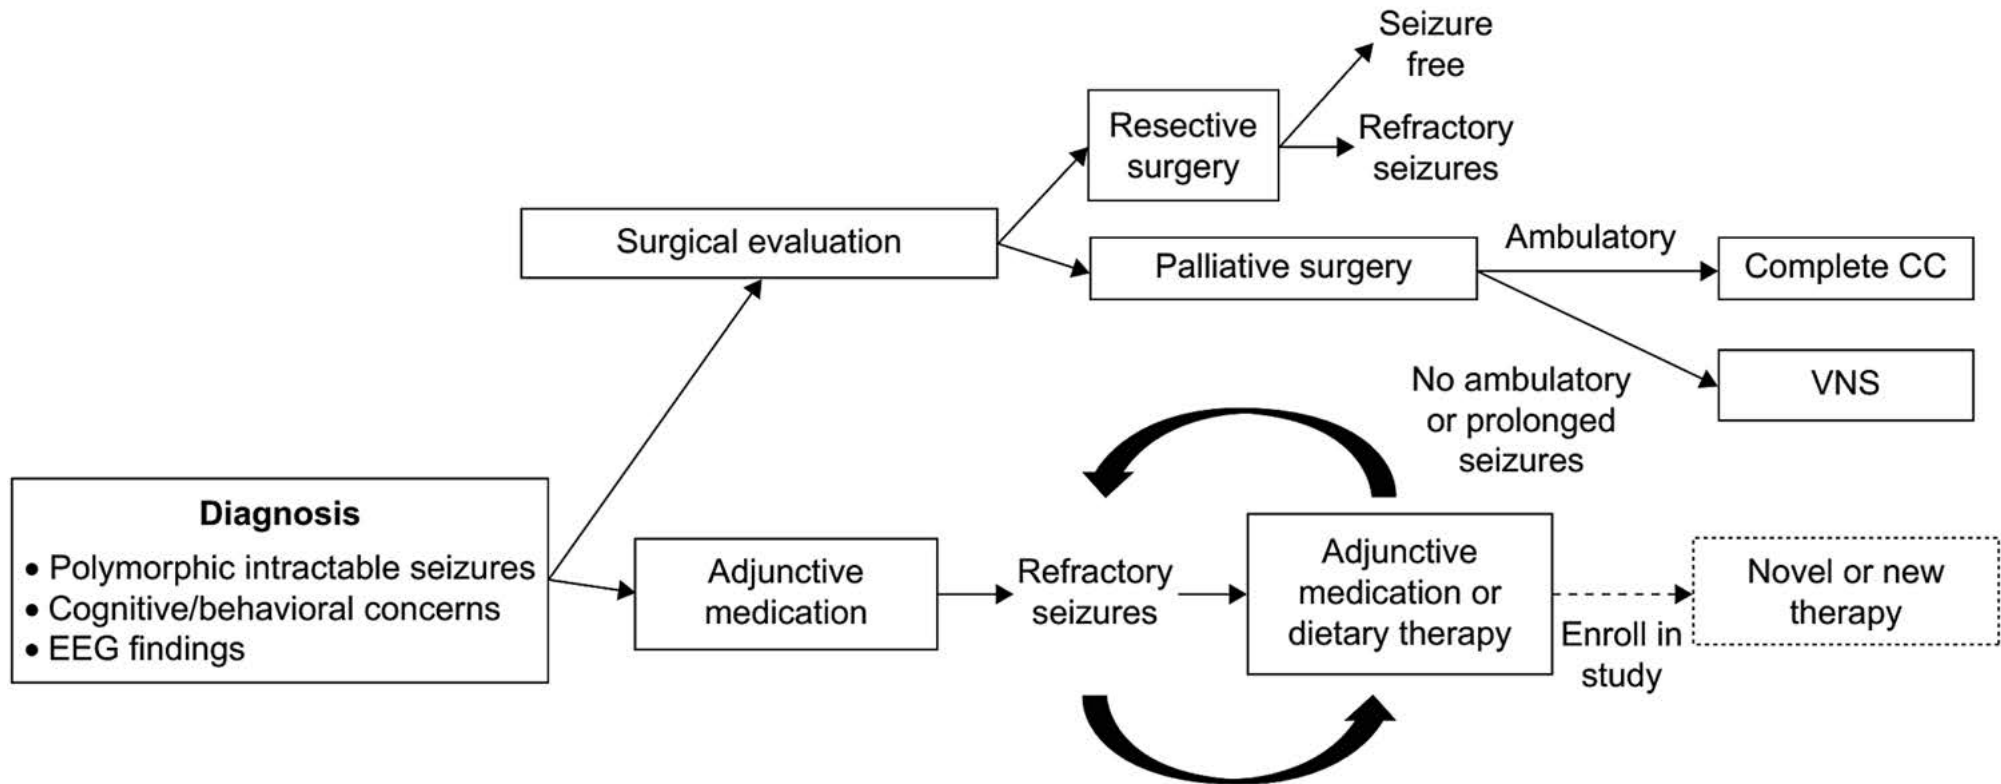 Seizure
free
Resective
surgery
Refractory
seizures
Surgical evaluation
Palliative surgery
Ambulatory
Complete CC
No ambulatory
or prolonged
seizures
VNS
Diagnosis
• Polymorphic intractable seizures
• Cognitive/behavioral concerns
• EEG findings
Adjunctive
medication
Refractory
seizures
Adjunctive
medication or
dietary therapy
Enroll in
study
Novel or new
therapy